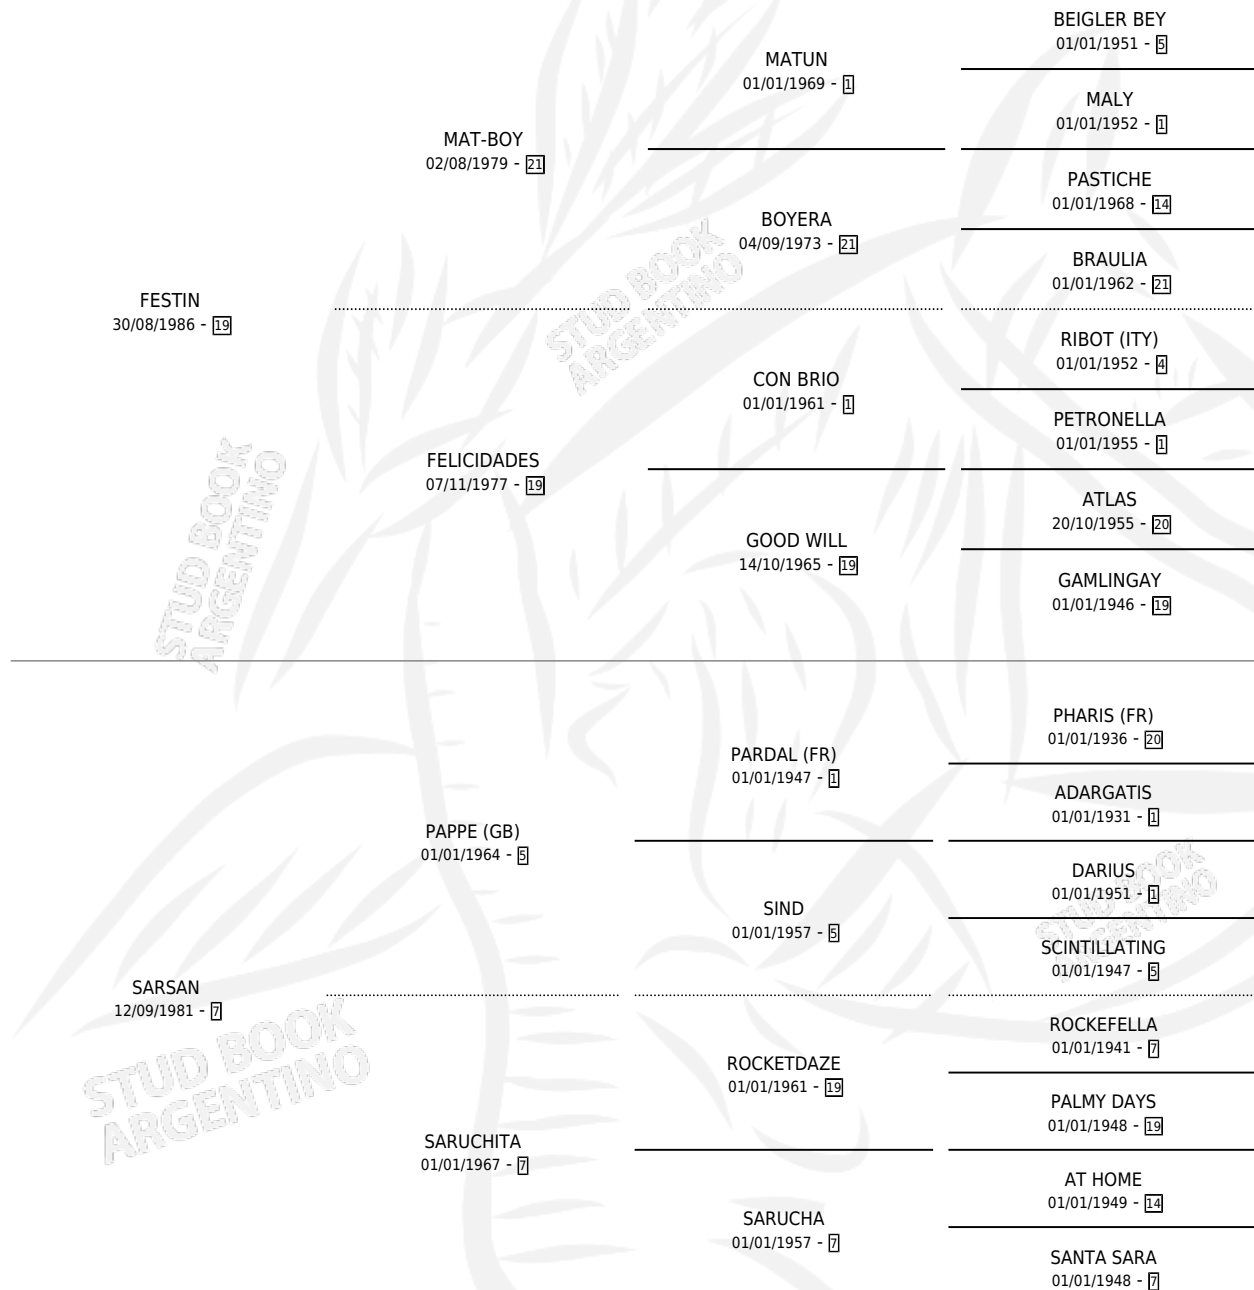 BEIGLER BEY
01/01/1951 - 5
MATUN
01/01/1969 - 1
MALY
01/01/1952 - 1
MAT-BOY
02/08/1979 - 21
PASTICHE
01/01/1968 - 14
BOYERA
04/09/1973 - 21
BRAULIA
01/01/1962 - 21
FESTIN
30/08/1986 - 19
STUD BOOK
ARGENTINO
RIBOT (ITY)
01/01/1952 - 4
CON BRIO
01/01/1961 - 1
PETRONELLA
01/01/1955 - 1
FELICIDADES
07/11/1977 - 19
ATLAS
20/10/1955 - 20
GOOD WILL
14/10/1965 - 19
GAMLINGAY
01/01/1946 - 19
STUD BOOK
ARGENTINO
PHARIS (FR)
01/01/1936 - 20
PARDAL (FR)
01/01/1947 - 1
ADARGATIS
01/01/1931 - 1
PAPPE (GB)
01/01/1964 - 5
DARIUS
01/01/1951 - 1
SIND
01/01/1957 - 5
SCINTILLATING
01/01/1947 - 5
STUD BOOK
ARGENTINO
SARSAN
12/09/1981 - 7
STUD BOOK
ARGENTINO
ROCKEFELLA
01/01/1941 - 7
ROCKETDAZE
01/01/1961 - 19
PALMY DAYS
01/01/1948 - 19
SARUCHITA
01/01/1967 - 7
AT HOME
01/01/1949 - 14
SARUCHA
01/01/1957 - 7
SANTA SARA
01/01/1948 - 7